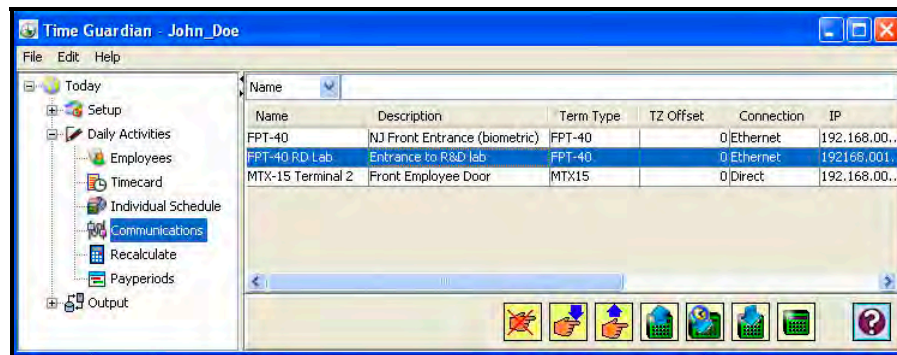 Time Guardian - John_Doe
File Edit Help
Today
Setup
Daily Activities
Employees
Timecard
Individual Schedule
Communications
Recalculate
Payperiods
Output
Name
Name Description Term Type TZ Offset Connection IP
FPT-40 NJ Front Entrance (biometric) FPT-40 0 Ethernet 192.168.00..
FPT-40 RD Lab Entrance to R&D lab FPT-40 0 Ethernet 192168.001.
MTX-15 Terminal 2 Front Employee Door MTX15 0 Direct 192.168.00..